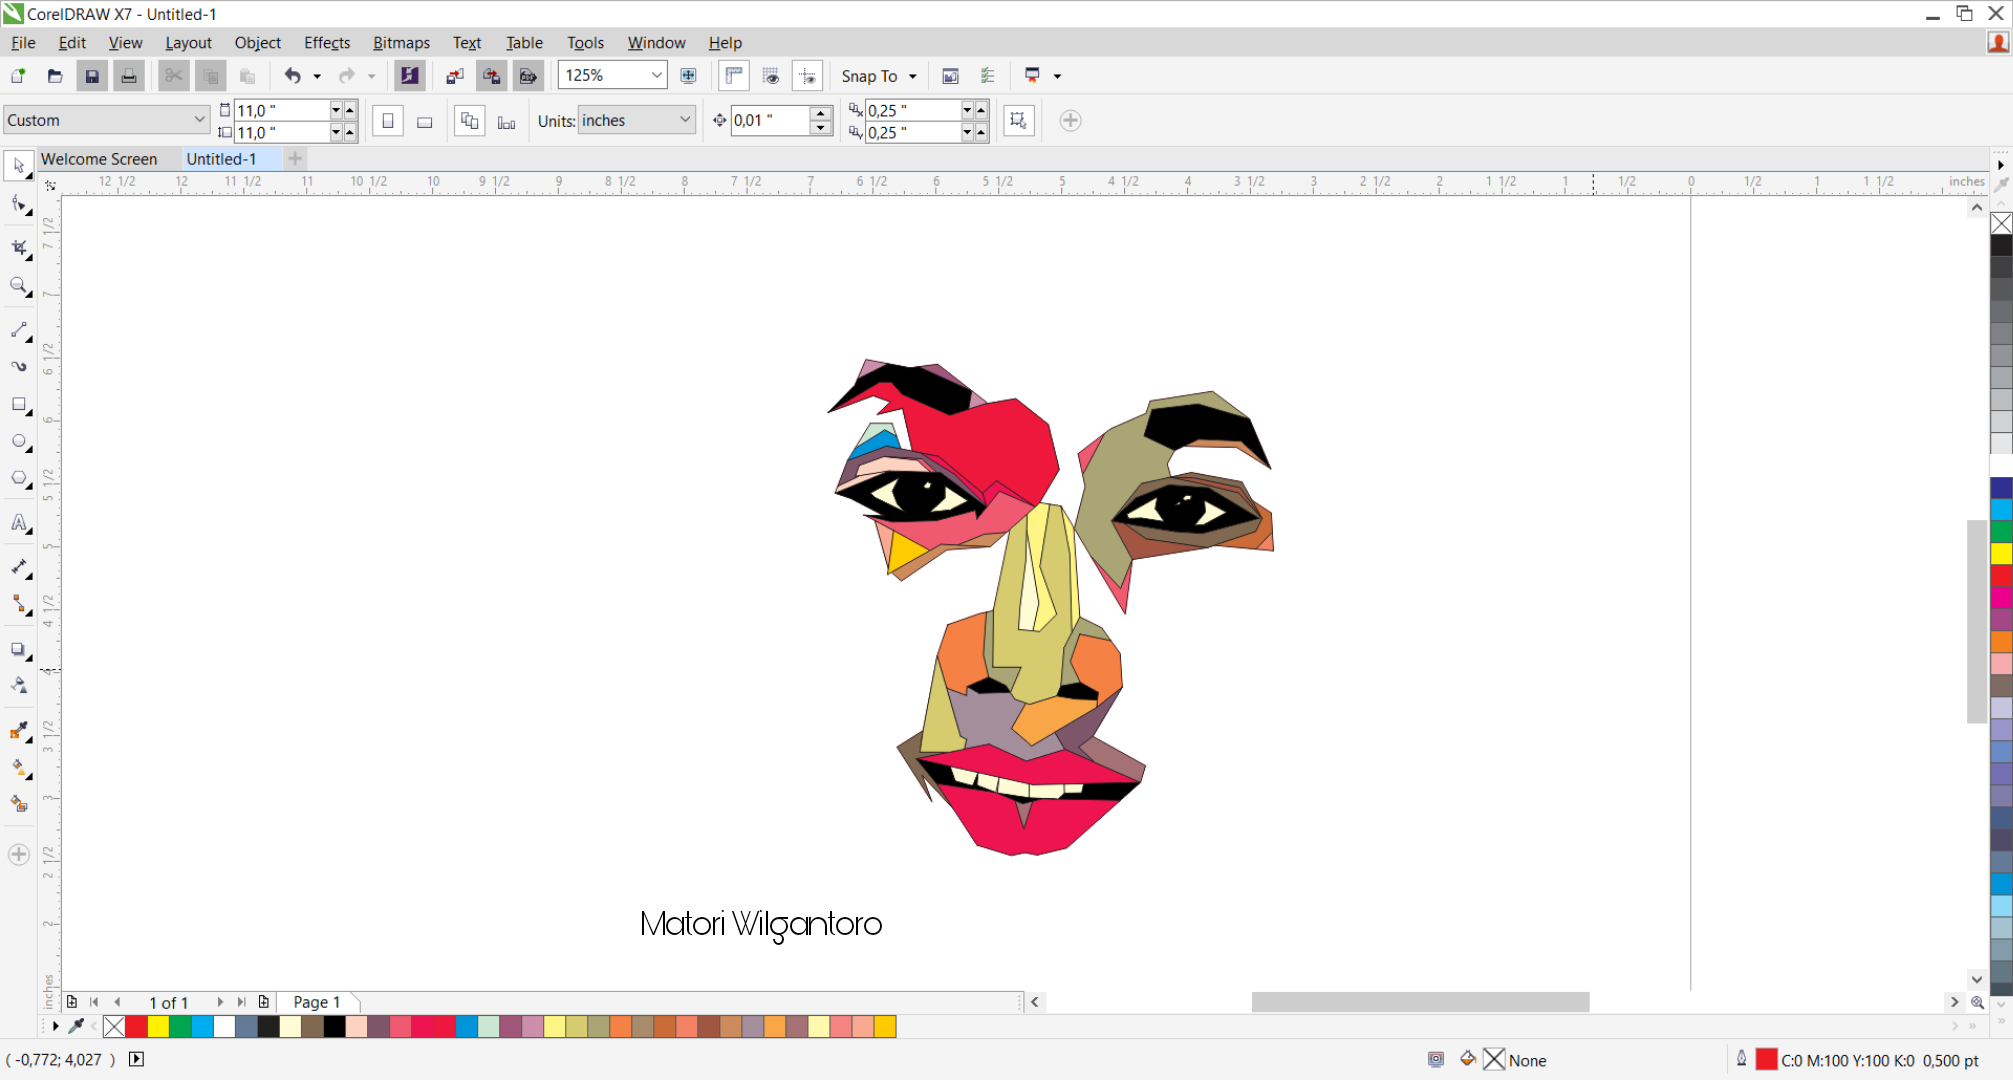 CorelDRAW X7 - Untitled-1
File Edit View Layout Object Effects Bitmaps Text Table Tools Window Help
125% Snap To
Custom 11,0 " 11,0 " Units: inches 0,01 " 0,25 " 0,25 "
Welcome Screen Untitled-1
12 1/2 12 11 1/2 11 10 1/2 10 9 1/2 9 8 1/2 8 7 1/2 7 6 1/2 6 5 1/2 5 4 1/2 4 3 1/2 3 2 1/2 2 1 1/2 1 1/2 0 1/2 1 1 1/2 inches
7 1/2
7
6 1/2
6
5 1/2
5
4 1/2
4
3 1/2
3
2 1/2
2
inches
Matori Wilgantoro
1 of 1 Page 1
( -0,772; 4,027 ) None C:0 M:100 Y:100 K:0 0,500 pt